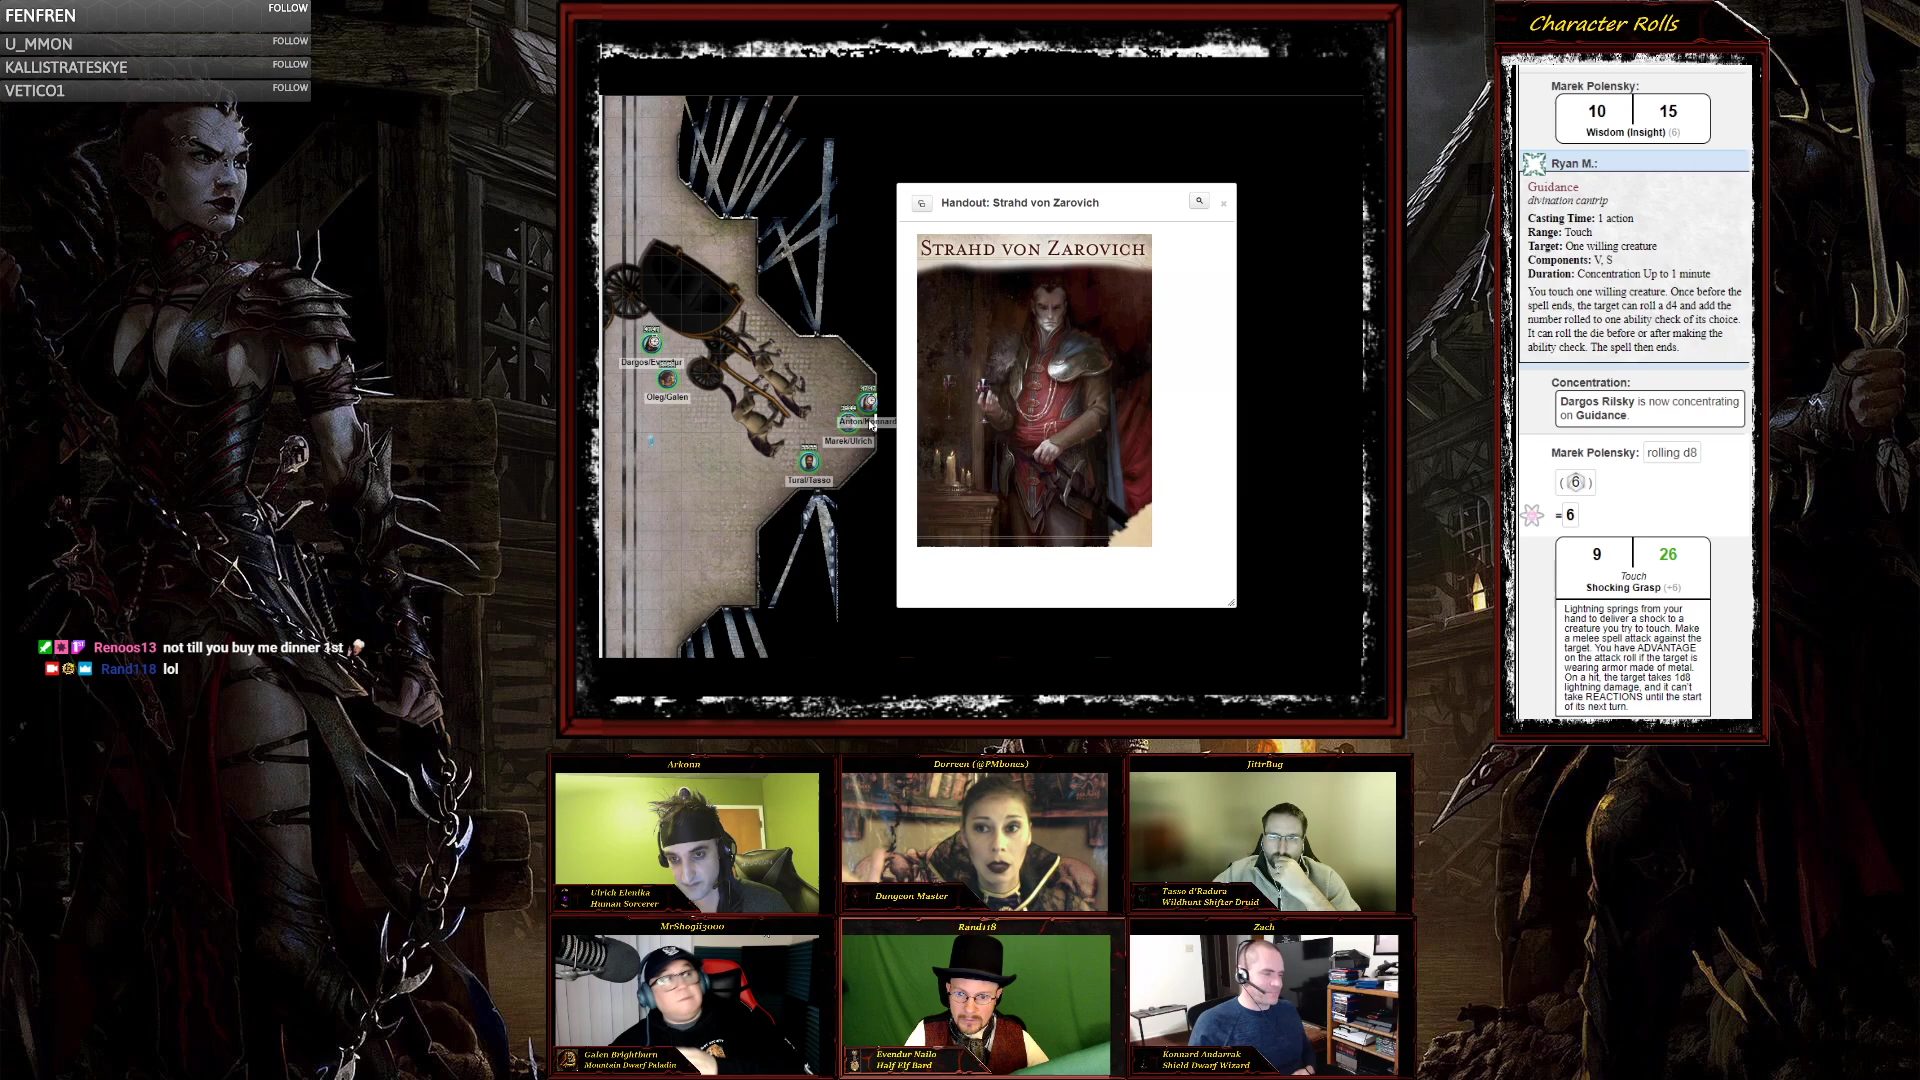 FENFREN FOLLOW
U_MMON FOLLOW
KALLISTRATESKYE FOLLOW
VETICO1 FOLLOW
Renoos13 not till you buy me dinner 1st
Rand118 lol
Dargos/Evendur
Oleg/Galen
Anton/Konnard
Marek/Ulrich
Tural/Tasso
Handout: Strahd von Zarovich
STRAHD VON ZAROVICH
Character Rolls
Marek Polensky:
10 15
Wisdom (Insight) (6)
Ryan M.:
Guidance
divination cantrip
Casting Time: 1 action
Range: Touch
Target: One willing creature
Components: V, S
Duration: Concentration Up to 1 minute
You touch one willing creature. Once before the
spell ends, the target can roll a d4 and add the
number rolled to one ability check of its choice.
It can roll the die before or after making the
ability check. The spell then ends.
Concentration:
Dargos Rilsky is now concentrating
on Guidance.
Marek Polensky: rolling d8
(6)
=6
9 26
Touch
Shocking Grasp (+6)
Lightning springs from your
hand to deliver a shock to a
creature you try to touch. Make
a melee spell attack against the
target. You have ADVANTAGE
on the attack roll if the target is
wearing armor made of metal.
On a hit, the target takes 1d8
lightning damage, and it can't
take REACTIONS until the start
of its next turn.
Arkonn
Ulrich Elenika
Human Sorcerer
Dorreen (@PMbones)
Dungeon Master
JittrBug
Tasso d'Radura
Wildhunt Shifter Druid
MrShogii3000
Galen Brightburn
Mountain Dwarf Paladin
Rand118
Evendur Nailo
Half Elf Bard
Zach
Konnard Andarrak
Shield Dwarf Wizard